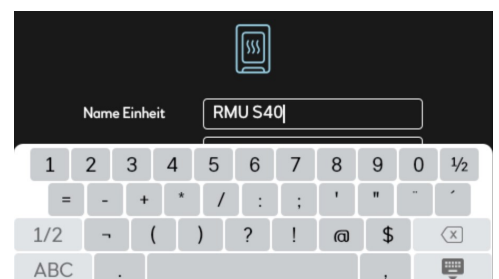 Name Einheit RMU S40
1 2 3 4 5 6 7 8 9 0 ½
= - + * / : ; ' " ¨ ´
1/2 ¬ ( ) ? ! @ $
ABC . ,